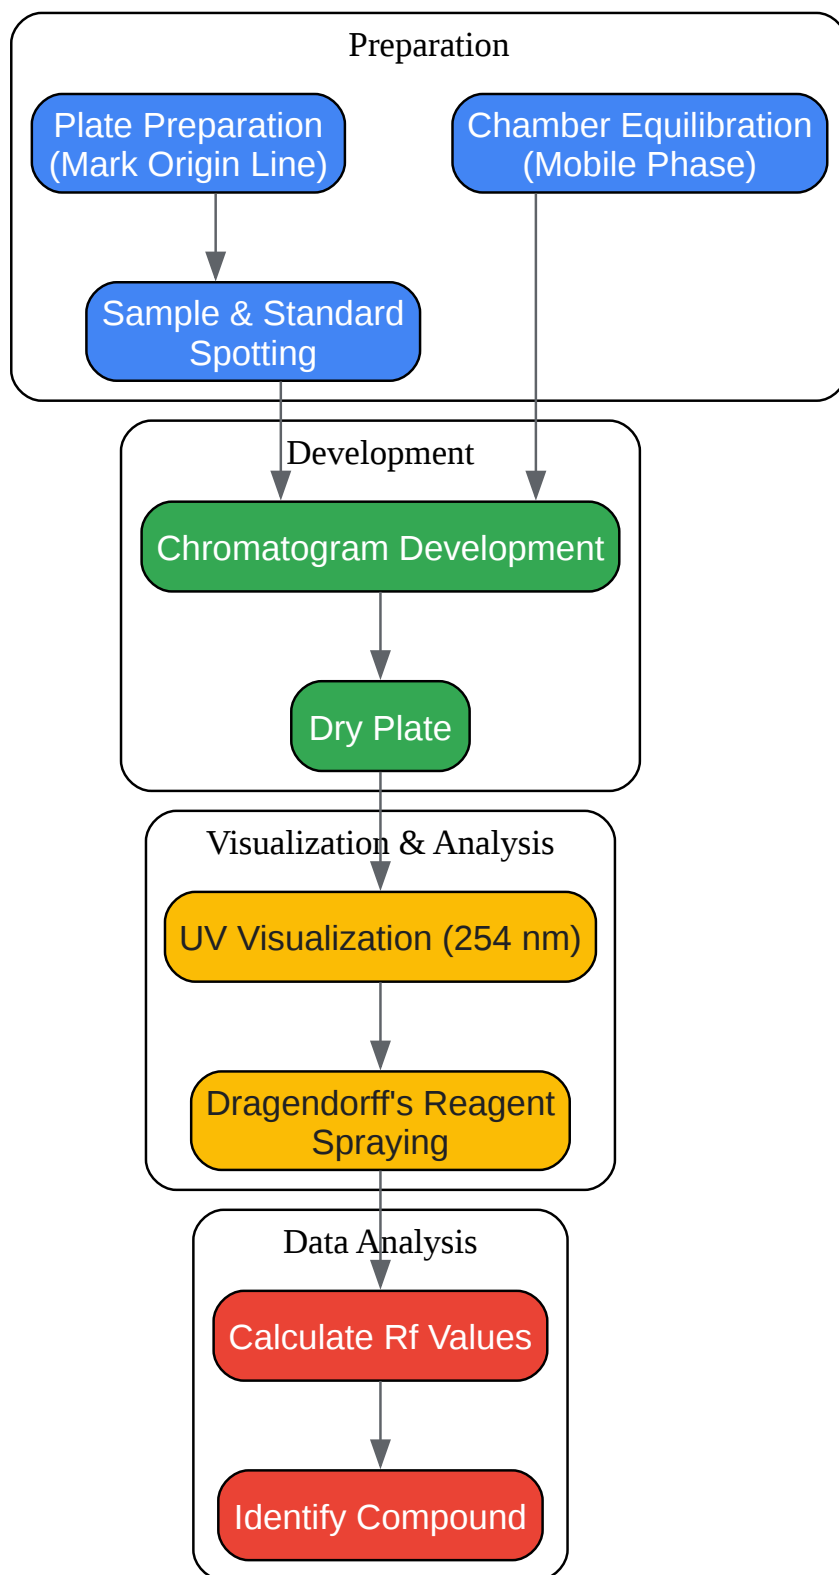 Preparation
Plate Preparation
(Mark Origin Line)
Chamber Equilibration
(Mobile Phase)
Sample & Standard
Spotting
Development
Chromatogram Development
Dry Plate
Visualization & Analysis
UV Visualization (254 nm)
Dragendorff's Reagent
Spraying
Data Analysis
Calculate Rf Values
Identify Compound